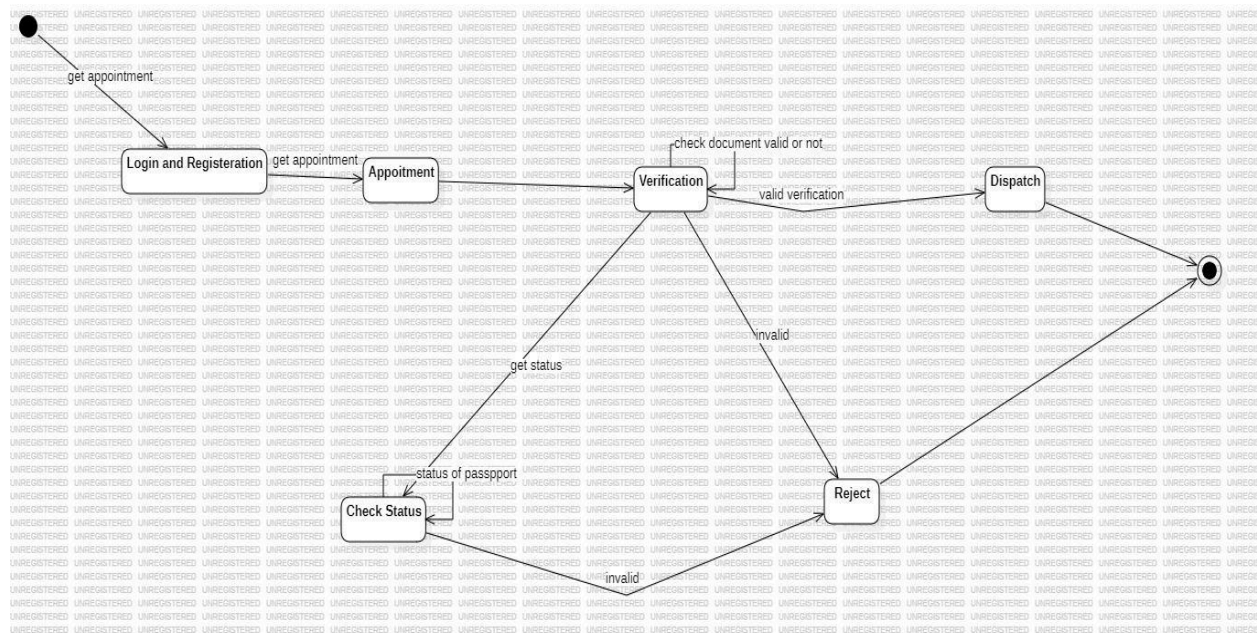 get appointment
Login and Registeration
get appointment
Appoitment
check document valid or not
Verification
valid verification
Dispatch
invalid
get status
status of passpport
Check Status
Reject
invalid
UNREGISTERED